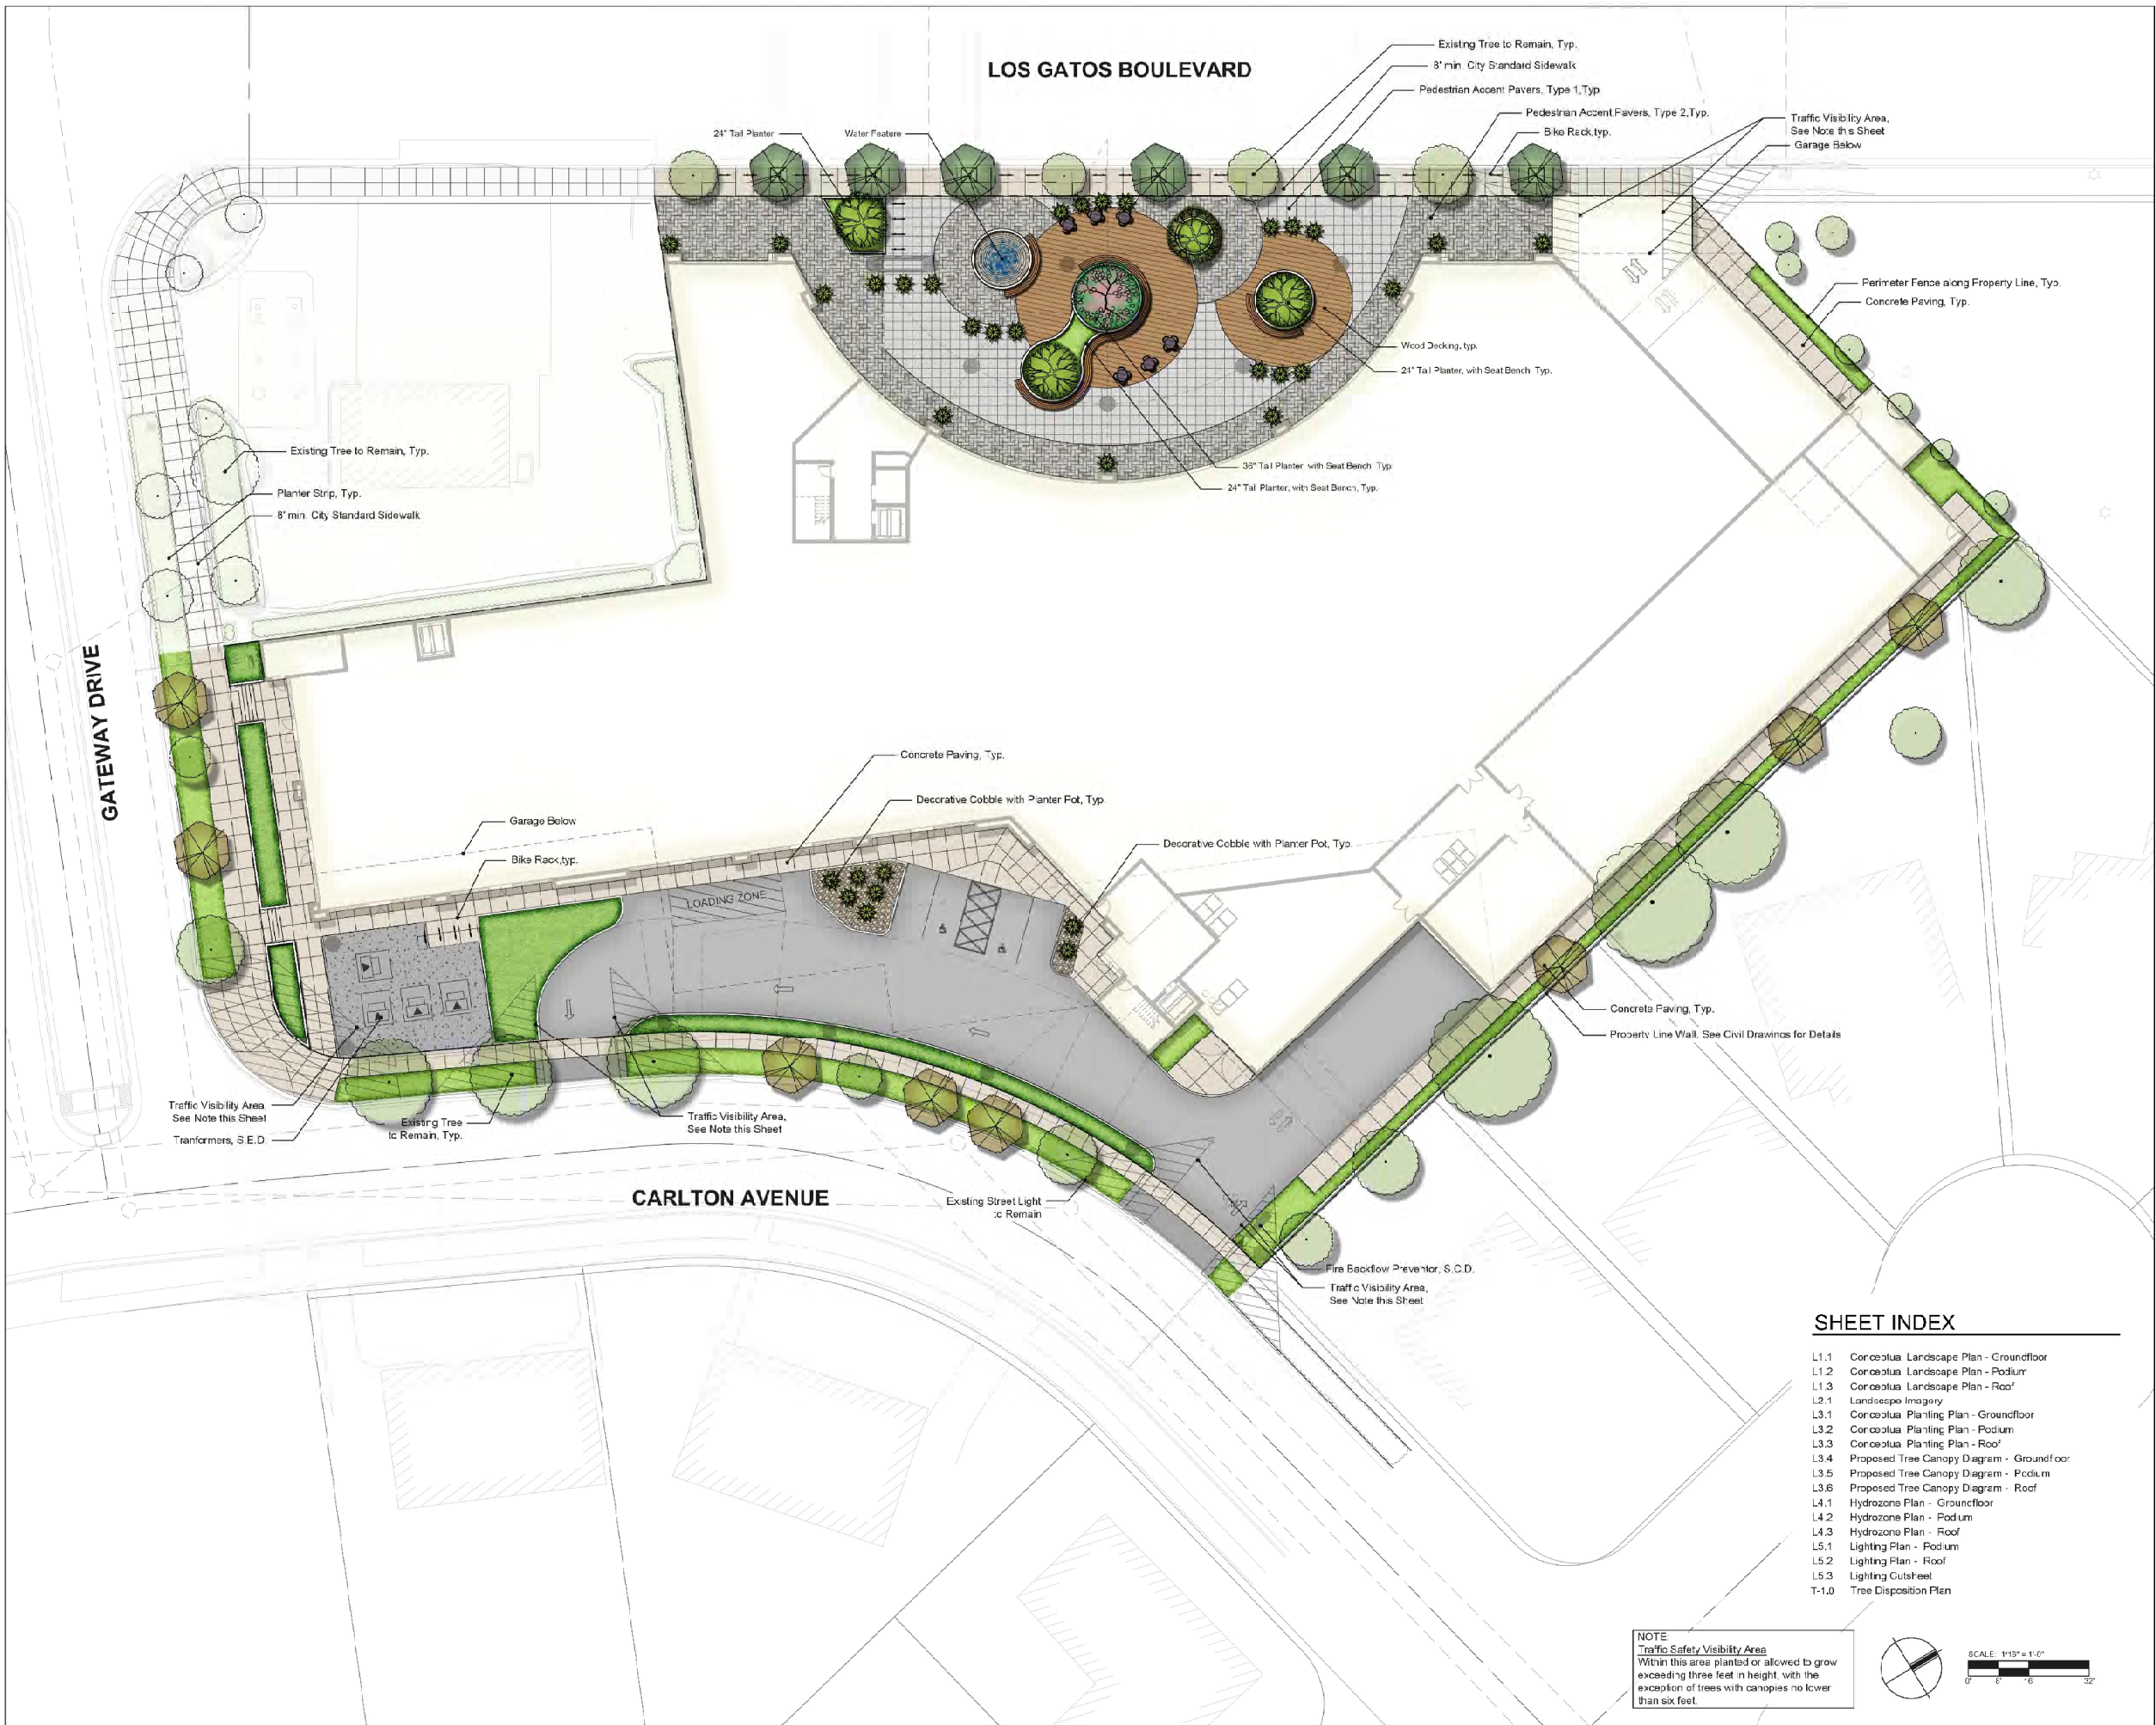 LOS GATOS BOULEVARD
Existing Tree to Remain, Typ.
8' min. City Standard Sidewalk
Pedestrian Accent Pavers, Type 1,Typ.
Pedestrian Accent Pavers, Type 2,Typ.
Bike Rack,typ.
Traffic Visibility Area,
See Note this Sheet
Garage Below
24" Tall Planter
Water Feature
Perimeter Fence along Property Line, Typ.
Concrete Paving, Typ.
Wood Decking, typ.
24" Tall Planter, with Seat Bench, Typ.
36" Tall Planter, with Seat Bench, Typ.
24" Tall Planter, with Seat Bench, Typ.
Existing Tree to Remain, Typ.
Planter Strip, Typ.
8' min. City Standard Sidewalk
GATEWAY DRIVE
Concrete Paving, Typ.
Decorative Cobble with Planter Pot, Typ.
Garage Below
Bike Rack,typ.
Decorative Cobble with Planter Pot, Typ.
LOADING ZONE
Concrete Paving, Typ.
Property Line Wall, See Civil Drawings for Details
Traffic Visibility Area,
See Note this Sheet
Tranformers, S.E.D.
Existing Tree
to Remain, Typ.
Traffic Visibility Area,
See Note this Sheet
CARLTON AVENUE
Existing Street Light
to Remain
Fire Backflow Preventor, S.C.D.
Traffic Visibility Area,
See Note this Sheet
SHEET INDEX
L1.1 Conceptual Landscape Plan - Groundfloor
L1.2 Conceptual Landscape Plan - Podium
L1.3 Conceptual Landscape Plan - Roof
L2.1 Landscape Imagery
L3.1 Conceptual Planting Plan - Groundfloor
L3.2 Conceptual Planting Plan - Podium
L3.3 Conceptual Planting Plan - Roof
L3.4 Proposed Tree Canopy Diagram - Groundfloor
L3.5 Proposed Tree Canopy Diagram - Podium
L3.6 Proposed Tree Canopy Diagram - Roof
L4.1 Hydrozone Plan - Groundfloor
L4.2 Hydrozone Plan - Podium
L4.3 Hydrozone Plan - Roof
L5.1 Lighting Plan - Podium
L5.2 Lighting Plan - Roof
L5.3 Lighting Cutsheet
T-1.0 Tree Disposition Plan
NOTE:
Traffic Safety Visibility Area
Within this area planted or allowed to grow
exceeding three feet in height, with the
exception of trees with canopies no lower
than six feet.
SCALE: 1/16" = 1'-0"
0' 8' 16 32'